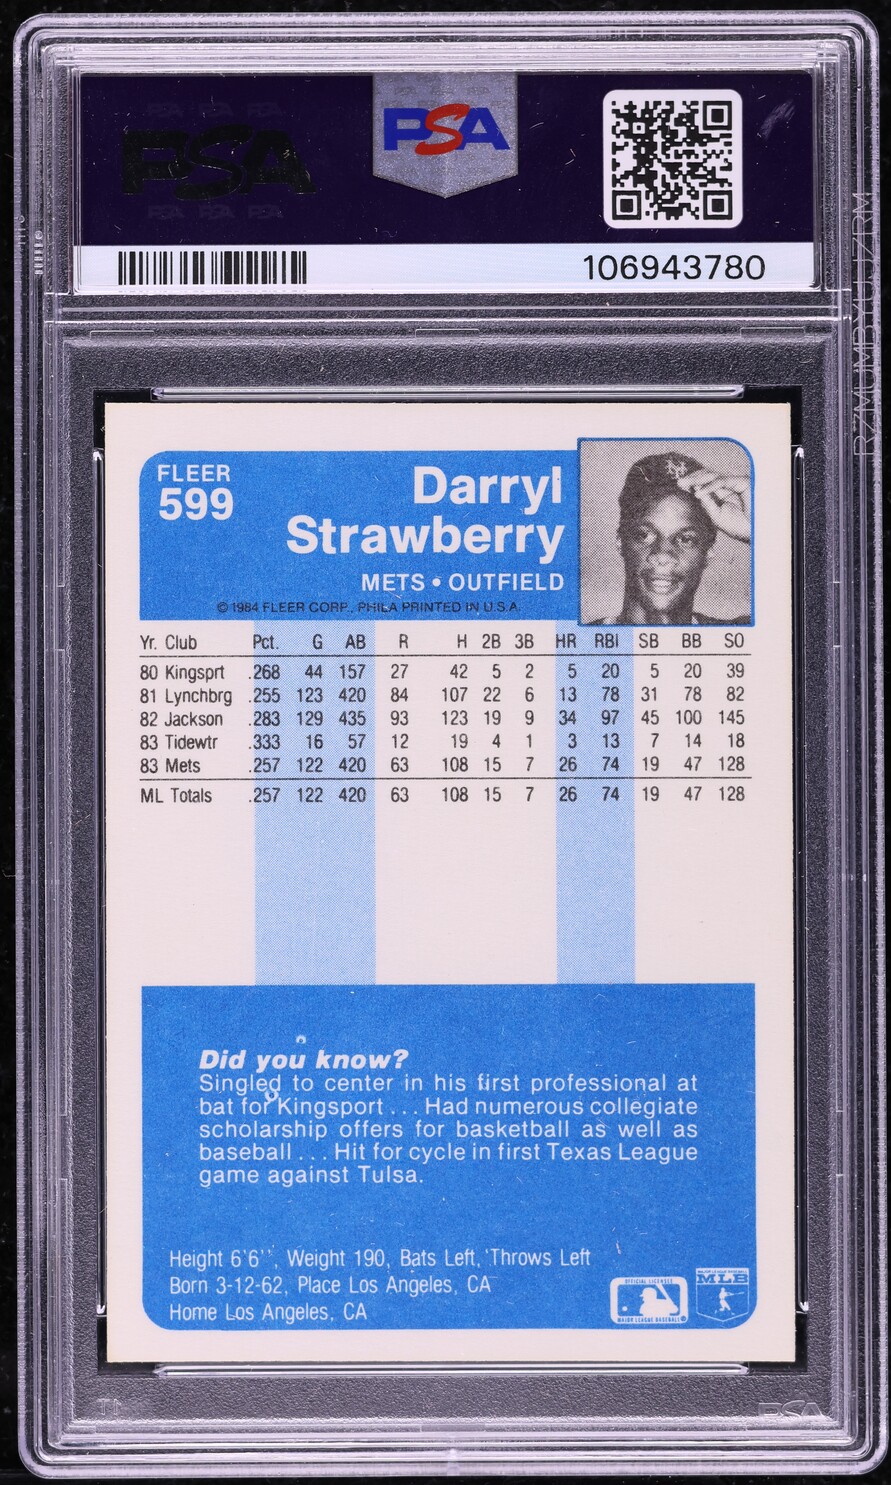 PSA
PSA
106943780
RZMUMBXUJZRM
FLEER
599
Darryl
Strawberry
METS • OUTFIELD
© 1984 FLEER CORP., PHILA PRINTED IN U.S.A.
Yr. Club Pct. G AB R H 2B 3B HR RBI SB BB SO
80 Kingsprt .268 44 157 27 42 5 2 5 20 5 20 39
81 Lynchbrg .255 123 420 84 107 22 6 13 78 31 78 82
82 Jackson .283 129 435 93 123 19 9 34 97 45 100 145
83 Tidewtr .333 16 57 12 19 4 1 3 13 7 14 18
83 Mets .257 122 420 63 108 15 7 26 74 19 47 128
ML Totals .257 122 420 63 108 15 7 26 74 19 47 128
Did you know?
Singled to center in his first professional at
bat for Kingsport . . . Had numerous collegiate
scholarship offers for basketball as well as
baseball . . . Hit for cycle in first Texas League
game against Tulsa.
Height 6'6'', Weight 190, Bats Left, Throws Left
Born 3-12-62, Place Los Angeles, CA
Home Los Angeles, CA
OFFICIAL LICENSEE
MAJOR LEAGUE BASEBALL
MLB
PSA